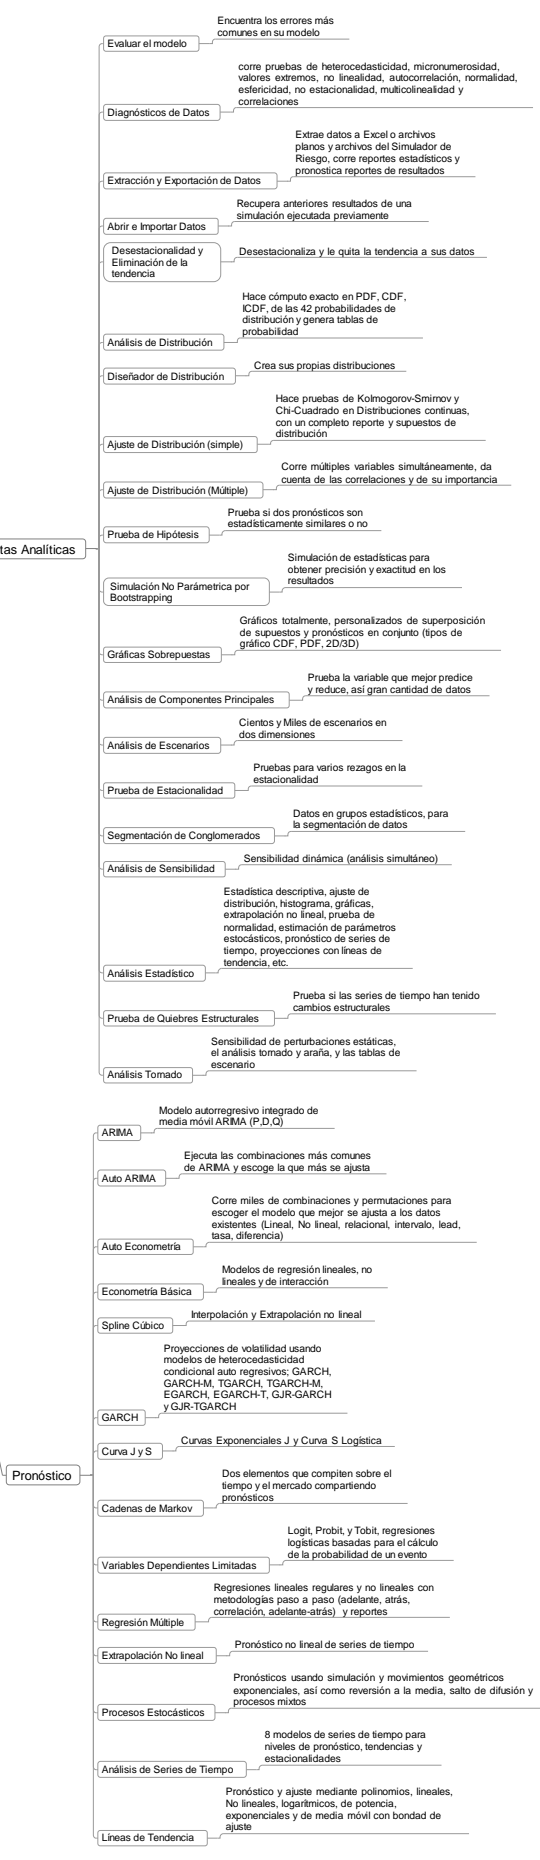 Encuentra los errores más
comunes en su modelo
Evaluar el modelo
corre pruebas de heterocedasticidad, micronumerosidad,
valores extremos, no linealidad, autocorrelación, normalidad,
esfericidad, no estacionalidad, multicolinealidad y
correlaciones
Diagnósticos de Datos
Extrae datos a Excel o archivos
planos y archivos del Simulador de
Riesgo, corre reportes estadísticos y
pronostica reportes de resultados
Extracción y Exportación de Datos
Recupera anteriores resultados de una
simulación ejecutada previamente
Abrir e Importar Datos
Desestacionalidad y
Eliminación de la
tendencia
Desestacionaliza y le quita la tendencia a sus datos
Hace cómputo exacto en PDF, CDF,
ICDF, de las 42 probabilidades de
distribución y genera tablas de
probabilidad
Análisis de Distribución
Crea sus propias distribuciones
Diseñador de Distribución
Hace pruebas de Kolmogorov-Smirnov y
Chi-Cuadrado en Distribuciones continuas,
con un completo reporte y supuestos de
distribución
Ajuste de Distribución (simple)
Corre múltiples variables simultáneamente, da
cuenta de las correlaciones y de su importancia
Ajuste de Distribución (Múltiple)
Prueba si dos pronósticos son
estadísticamente similares o no
Prueba de Hipótesis
tas Analíticas
Simulación de estadísticas para
obtener precisión y exactitud en los
resultados
Simulación No Parámetrica por
Bootstrapping
Gráficos totalmente, personalizados de superposición
de supuestos y pronósticos en conjunto (tipos de
gráfico CDF, PDF, 2D/3D)
Gráficas Sobrepuestas
Prueba la variable que mejor predice
y reduce, así gran cantidad de datos
Análisis de Componentes Principales
Cientos y Miles de escenarios en
dos dimensiones
Análisis de Escenarios
Pruebas para varios rezagos en la
estacionalidad
Prueba de Estacionalidad
Datos en grupos estadísticos, para
la segmentación de datos
Segmentación de Conglomerados
Sensibilidad dinámica (análisis simultáneo)
Análisis de Sensibilidad
Estadística descriptiva, ajuste de
distribución, histograma, gráficas,
extrapolación no lineal, prueba de
normalidad, estimación de parámetros
estocásticos, pronóstico de series de
tiempo, proyecciones con líneas de
tendencia, etc.
Análisis Estadístico
Prueba si las series de tiempo han tenido
cambios estructurales
Prueba de Quiebres Estructurales
Sensibilidad de perturbaciones estáticas,
el análisis tornado y araña, y las tablas de
escenario
Análisis Tornado
Modelo autorregresivo integrado de
media móvil ARIMA (P,D,Q)
ARIMA
Ejecuta las combinaciones más comunes
de ARIMA y escoge la que más se ajusta
Auto ARIMA
Corre miles de combinaciones y permutaciones para
escoger el modelo que mejor se ajusta a los datos
existentes (Lineal, No lineal, relacional, intervalo, lead,
tasa, diferencia)
Auto Econometría
Modelos de regresión lineales, no
lineales y de interacción
Econometría Básica
Interpolación y Extrapolación no lineal
Spline Cúbico
Proyecciones de volatilidad usando
modelos de heterocedasticidad
condicional auto regresivos; GARCH,
GARCH-M, TGARCH, TGARCH-M,
EGARCH, EGARCH-T, GJR-GARCH
y GJR-TGARCH
GARCH
Curvas Exponenciales J y Curva S Logística
Curva J y S
Pronóstico
Dos elementos que compiten sobre el
tiempo y el mercado compartiendo
pronósticos
Cadenas de Markov
Logit, Probit, y Tobit, regresiones
logísticas basadas para el cálculo
de la probabilidad de un evento
Variables Dependientes Limitadas
Regresiones lineales regulares y no lineales con
metodologías paso a paso (adelante, atrás,
correlación, adelante-atrás) y reportes
Regresión Múltiple
Pronóstico no lineal de series de tiempo
Extrapolación No lineal
Pronósticos usando simulación y movimientos geométricos
exponenciales, así como reversión a la media, salto de difusión y
procesos mixtos
Procesos Estocásticos
8 modelos de series de tiempo para
niveles de pronóstico, tendencias y
estacionalidades
Análisis de Series de Tiempo
Pronóstico y ajuste mediante polinomios, lineales,
No lineales, logarítmicos, de potencia,
exponenciales y de media móvil con bondad de
ajuste
Líneas de Tendencia